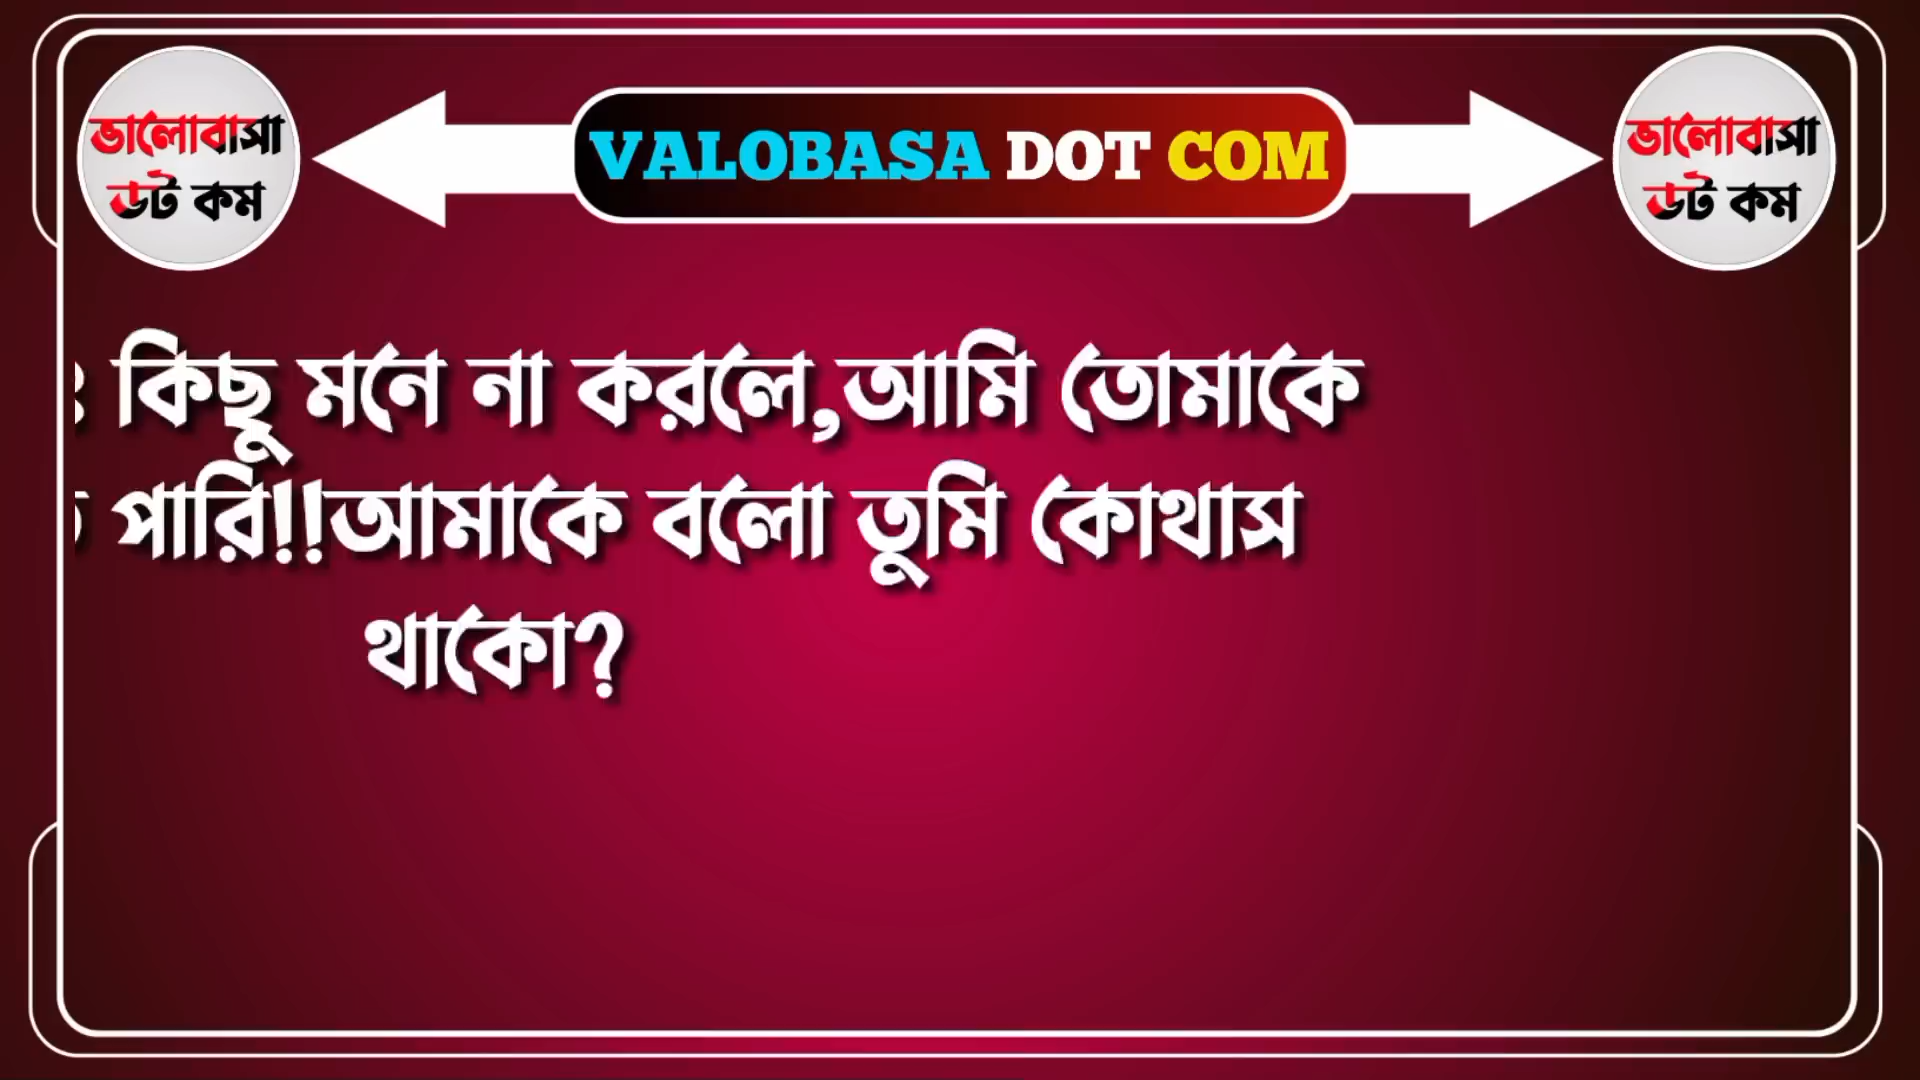 ভালোবাসা
ডট কম
VALOBASA DOT COM
ভালোবাসা
ডট কম
: কিছু মনে না করলে,আমি তোমাকে
পারি!!আমাকে বলো তুমি কোথাস
থাকো?